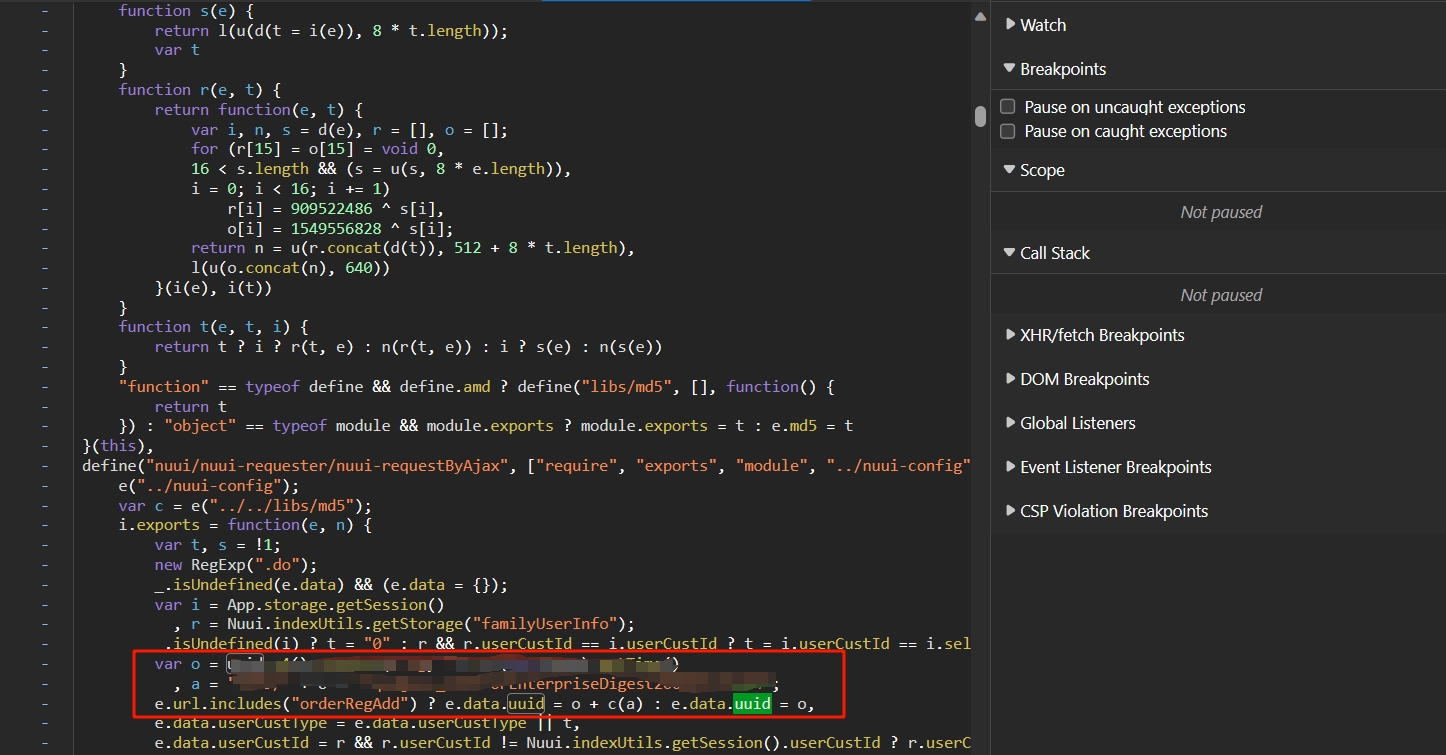 function s(e) {
return l(u(d(t = i(e)), 8 * t.length));
var t
}
function r(e, t) {
return function(e, t) {
var i, n, s = d(e), r = [], o = [];
for (r[15] = o[15] = void 0,
16 < s.length && (s = u(s, 8 * e.length)),
i = 0; i < 16; i += 1)
r[i] = 909522486 ^ s[i],
o[i] = 1549556828 ^ s[i];
return n = u(r.concat(d(t)), 512 + 8 * t.length),
l(u(o.concat(n), 640))
}(i(e), i(t))
}
function t(e, t, i) {
return t ? i ? r(t, e) : n(r(t, e)) : i ? s(e) : n(s(e))
}
"function" == typeof define && define.amd ? define("libs/md5", [], function() {
return t
}) : "object" == typeof module && module.exports ? module.exports = t : e.md5 = t
}(this),
define("nuui/nuui-requester/nuui-requestByAjax", ["require", "exports", "module", "../nuui-config"
e("../nuui-config");
var c = e("../../libs/md5");
i.exports = function(e, n) {
var t, s = !1;
new RegExp(".do");
_.isUndefined(e.data) && (e.data = {});
var i = App.storage.getSession()
, r = Nuui.indexUtils.getStorage("familyUserInfo");
.isUndefined(i) ? t = "0" : r && r.userCustId == i.userCustId ? t = i.userCustId == i.sel
var o =
, a = "
EnterpriseDigest
;
e.url.includes("orderRegAdd") ? e.data.uuid = o + c(a) : e.data.uuid = o,
e.data.userCustType = e.data.userCustType || t,
e.data.userCustId = r && r.userCustId != Nuui.indexUtils.getSession().userCustId ? r.userC
Watch
Breakpoints
Pause on uncaught exceptions
Pause on caught exceptions
Scope
Not paused
Call Stack
Not paused
XHR/fetch Breakpoints
DOM Breakpoints
Global Listeners
Event Listener Breakpoints
CSP Violation Breakpoints